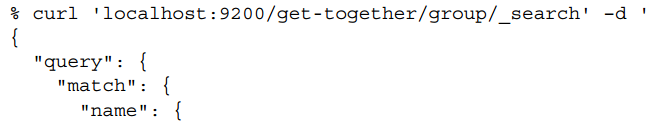 % curl 'localhost:9200/get-together/group/_search' -d '
{
  "query": {
    "match": {
      "name": {